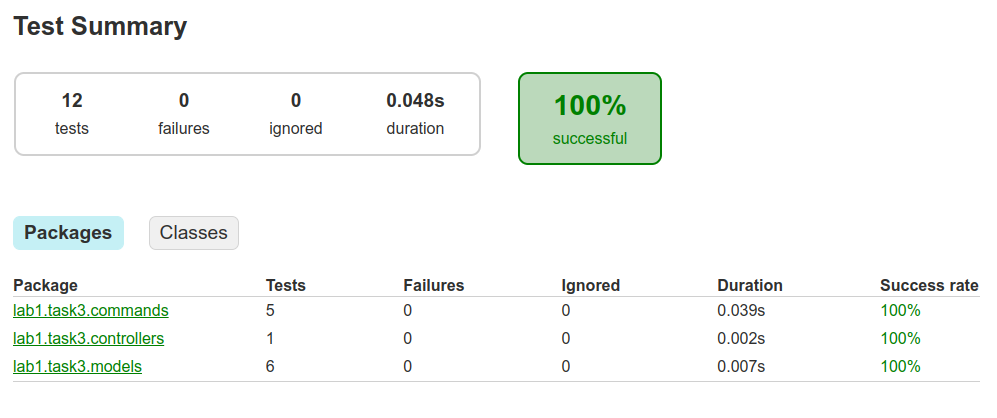 Test Summary
12 0 0 0.048s
tests failures ignored duration
100%
successful
Packages Classes
Package Tests Failures Ignored Duration Success rate
lab1.task3.commands 5 0 0 0.039s 100%
lab1.task3.controllers 1 0 0 0.002s 100%
lab1.task3.models 6 0 0 0.007s 100%